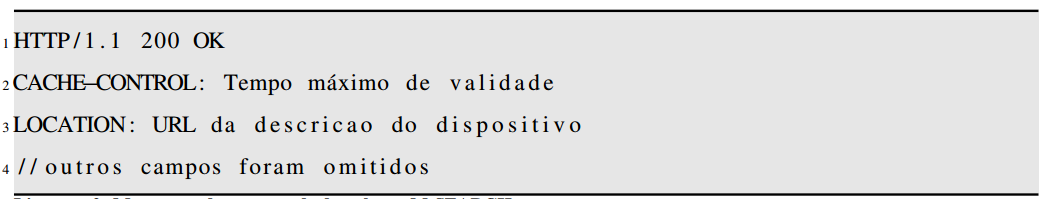 1 HTTP/1.1 200 OK
2 CACHE–CONTROL: Tempo máximo de validade
3 LOCATION: URL da descricao do dispositivo
4 //outros campos foram omitidos